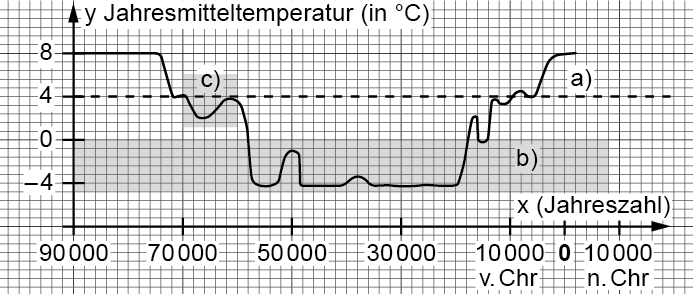 y Jahresmitteltemperatur (in °C)
8
c)
a)
4
0
b)
−4
x (Jahreszahl)
90 000 70 000 50 000 30 000 10 000 0 10 000
v. Chr n. Chr